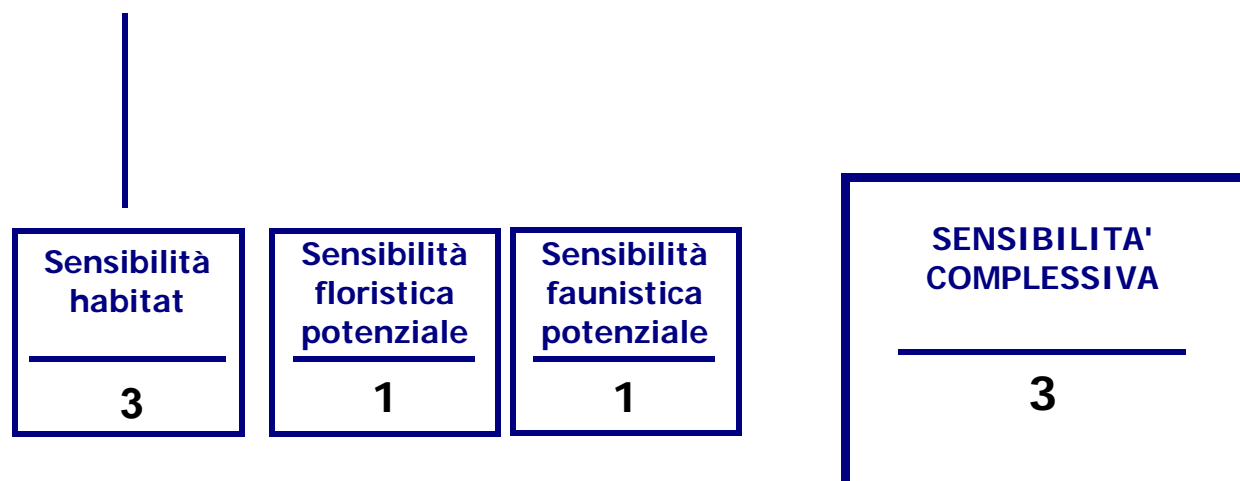 Sensibilità
habitat
3
Sensibilità
floristica
potenziale
1
Sensibilità
faunistica
potenziale
1
SENSIBILITA'
COMPLESSIVA
3